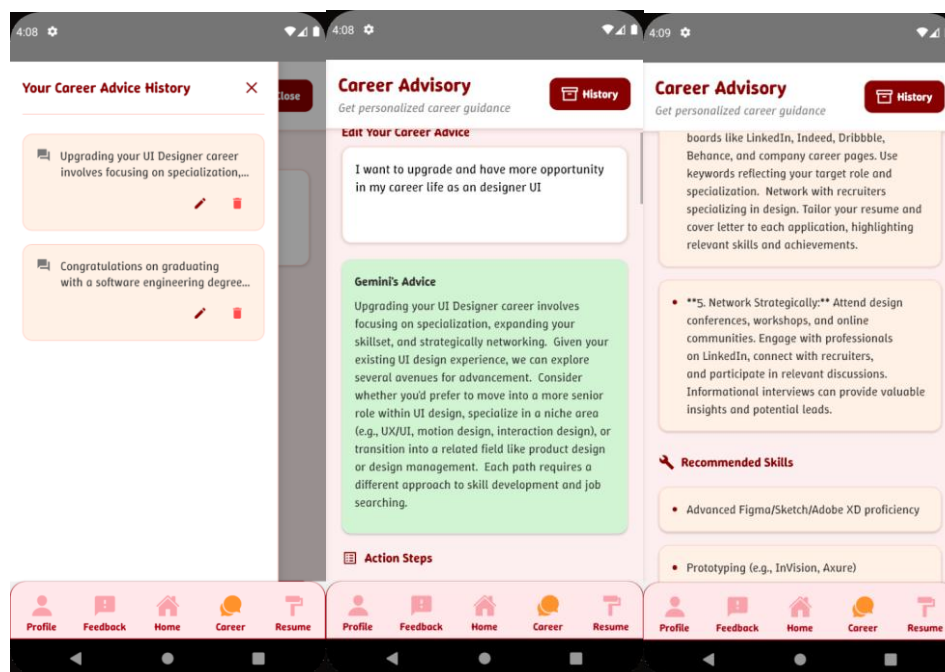 4:08
Your Career Advice History
Close
Upgrading your UI Designer career
involves focusing on specialization,...
Congratulations on graduating
with a software engineering degree...
Profile
Feedback
Home
Career
Resume
4:08
Career Advisory
Get personalized career guidance
History
Edit Your Career Advice
I want to upgrade and have more opportunity
in my career life as an designer UI
Gemini's Advice
Upgrading your UI Designer career involves
focusing on specialization, expanding your
skillset, and strategically networking. Given your
existing UI design experience, we can explore
several avenues for advancement. Consider
whether you'd prefer to move into a more senior
role within UI design, specialize in a niche area
(e.g., UX/UI, motion design, interaction design), or
transition into a related field like product design
or design management. Each path requires a
different approach to skill development and job
searching.
Action Steps
Profile
Feedback
Home
Career
Resume
4:09
Career Advisory
Get personalized career guidance
History
boards like LinkedIn, Indeed, Dribbble,
Behance, and company career pages. Use
keywords reflecting your target role and
specialization. Network with recruiters
specializing in design. Tailor your resume and
cover letter to each application, highlighting
relevant skills and achievements.
• **5. Network Strategically:** Attend design
conferences, workshops, and online
communities. Engage with professionals
on LinkedIn, connect with recruiters,
and participate in relevant discussions.
Informational interviews can provide valuable
insights and potential leads.
Recommended Skills
• Advanced Figma/Sketch/Adobe XD proficiency
• Prototyping (e.g., InVision, Axure)
Profile
Feedback
Home
Career
Resume